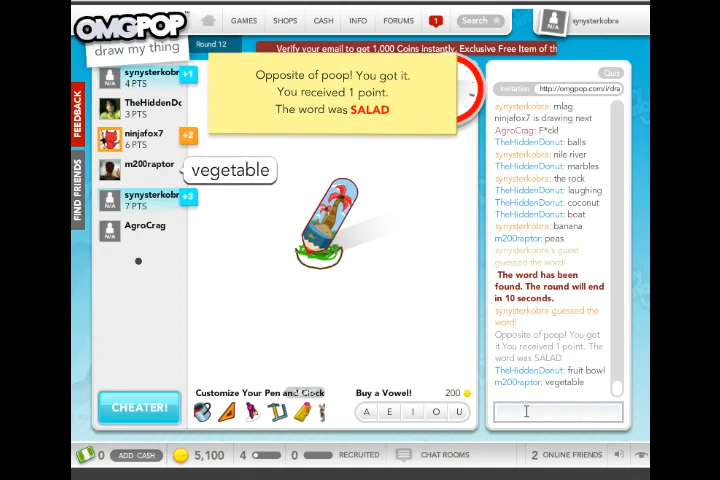 OMGPOP
draw my thing
GAMES
SHOPS
CASH
INFO
FORUMS
1
Search
synysterkobra
N/A
Round 12
Verify your email to get 1,000 Coins instantly, Exclusive Free Item of th
Opposite of poop! You got it.
You received 1 point.
The word was SALAD
FEEDBACK
FIND FRIENDS
synysterkobr +1
4 PTS
N/A
TheHiddenDo
3 PTS
ninjafox7 +2
6 PTS
m200raptor
vegetable
synysterkobr +3
7 PTS
N/A
AgroCrag
N/A
CHEATER!
Customize Your Pen and Clock
Buy a Vowel! 200
A E I O U
Quit
Invitation http://omgpop.com/i/dra
synysterkobra: mlag
ninjafox7 is drawing next
AgroCrag: F*ck!
TheHiddenDonut: balls
synysterkobra: nile river
TheHiddenDonut: marbles
synysterkobra: the rock
TheHiddenDonut: laughing
TheHiddenDonut: coconut
TheHiddenDonut: boat
synysterkobra: banana
m200raptor: peas
synysterkobra's guest
guessed the word!
The word has been
found. The round will end
in 10 seconds.
synysterkobra guessed the
word!
Opposite of poop! You got
it.You received 1 point. The
word was SALAD
TheHiddenDonut: fruit bowl
m200raptor: vegetable
0 ADD CASH
5,100
4
0
RECRUITED
CHAT ROOMS
2 ONLINE FRIENDS